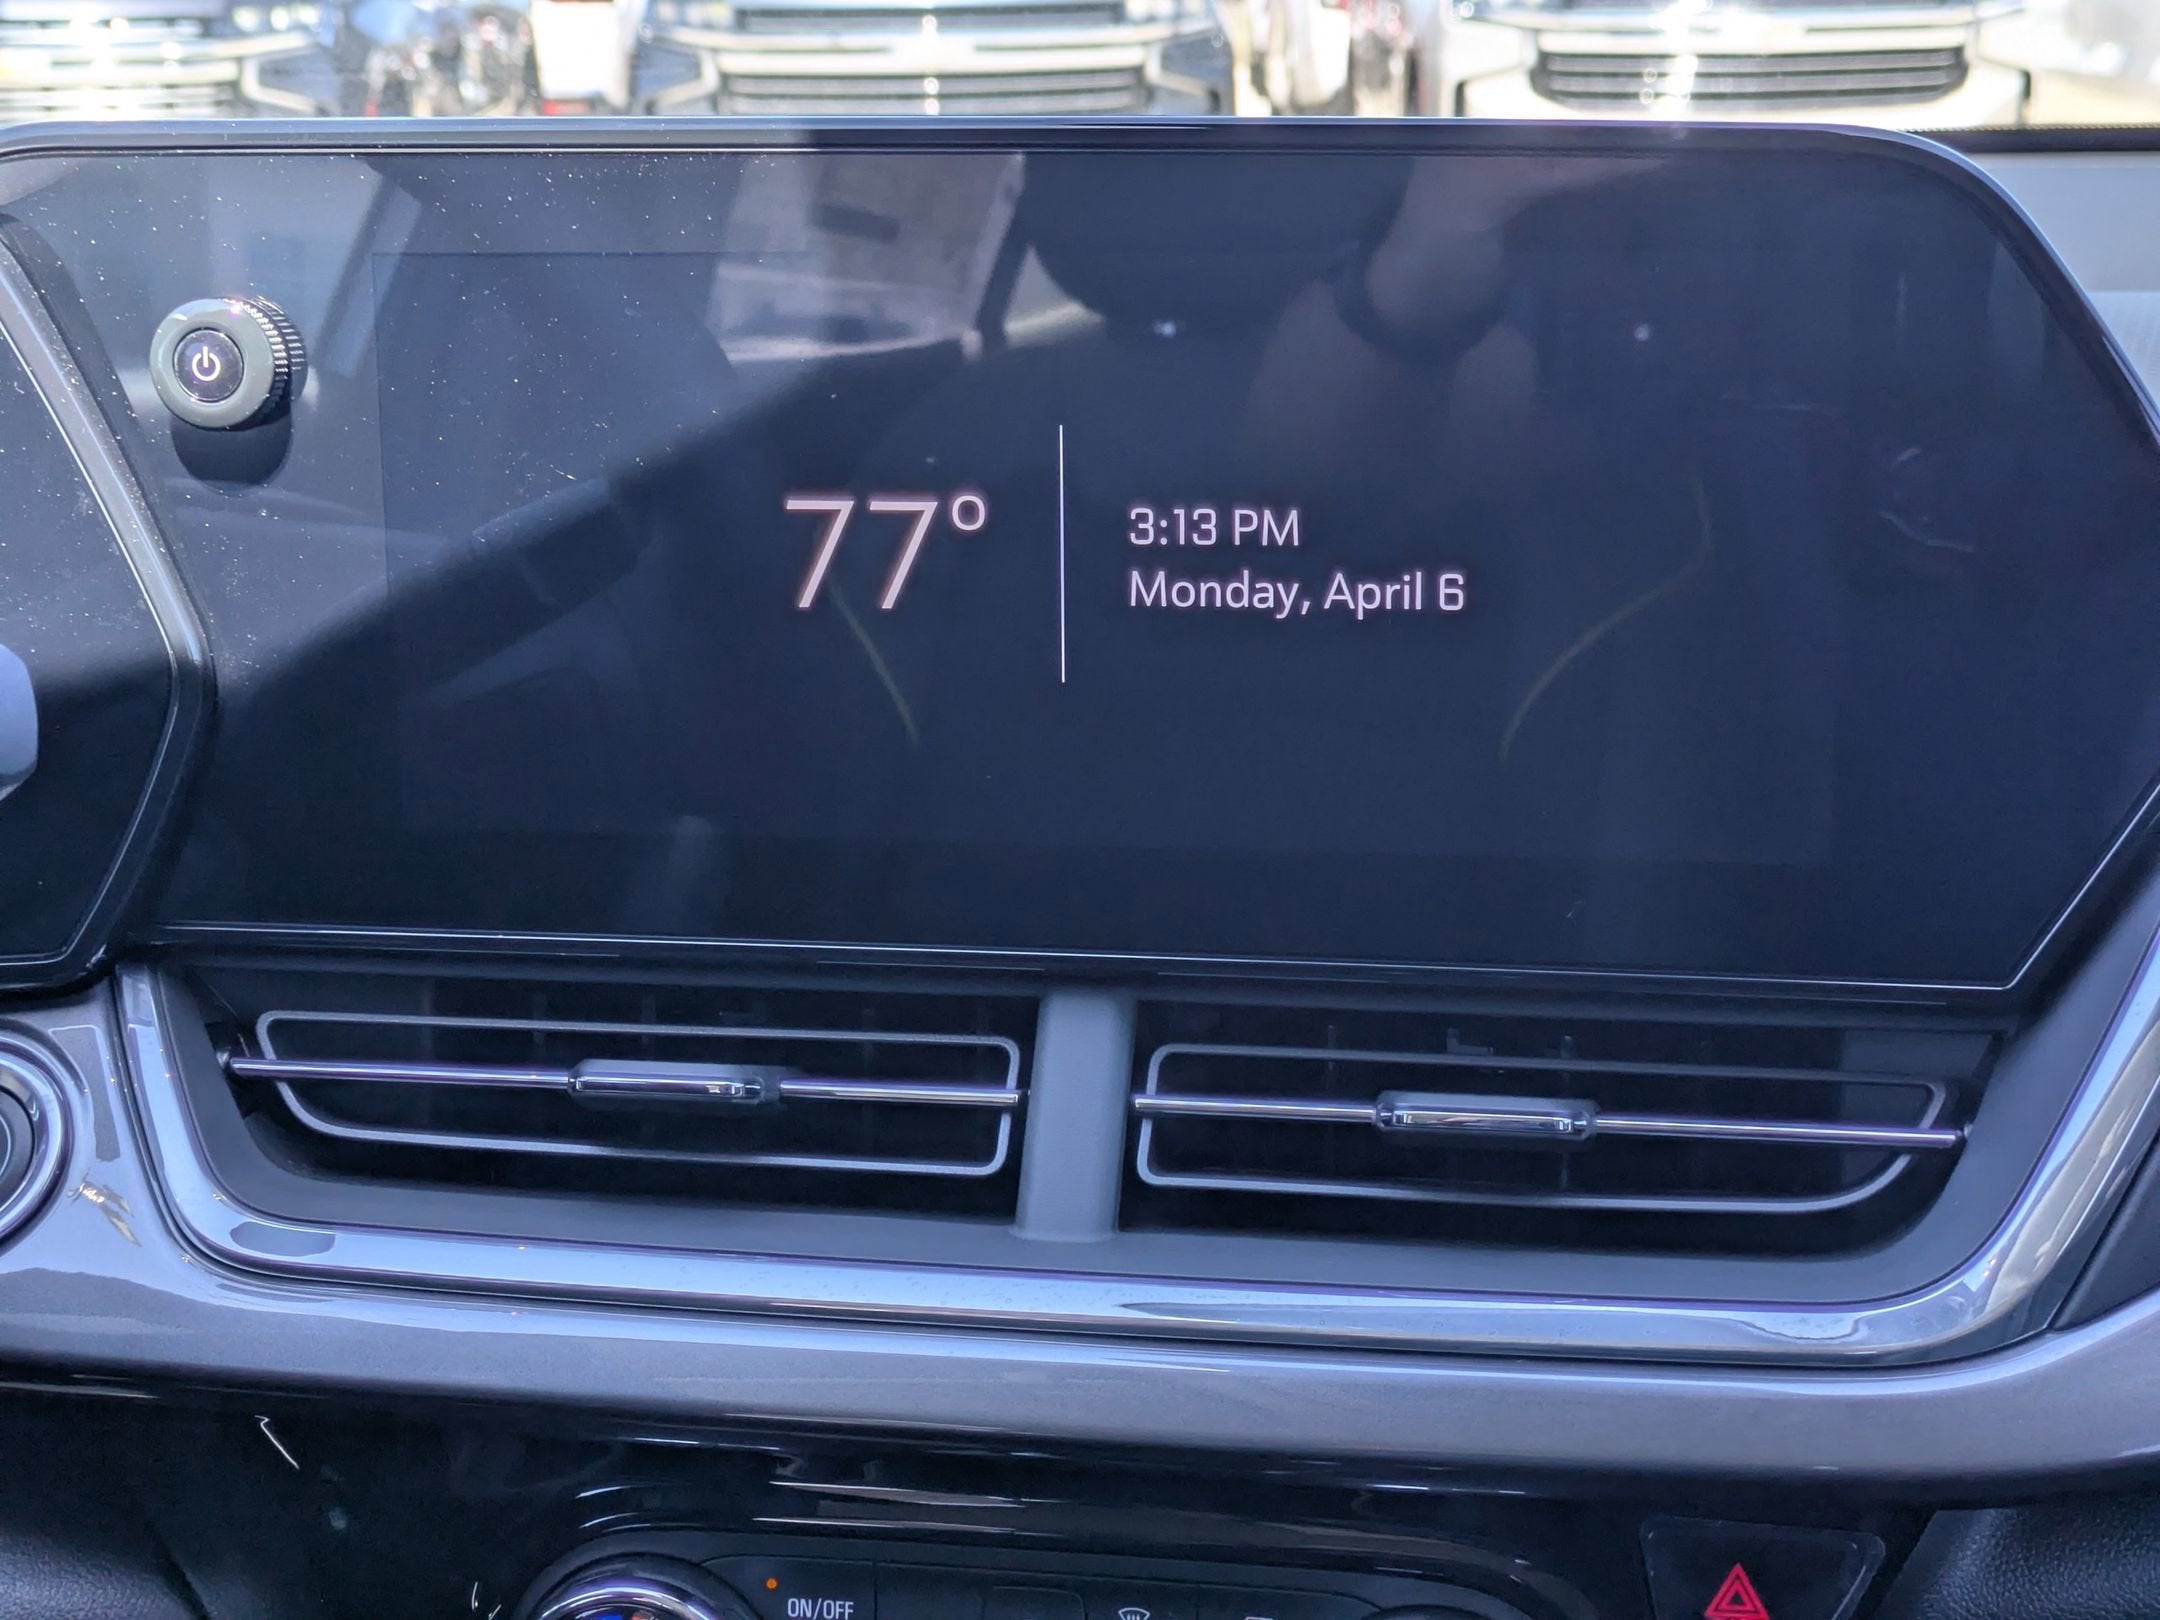 77°
3:13 PM
Monday, April 6
ON/OFF